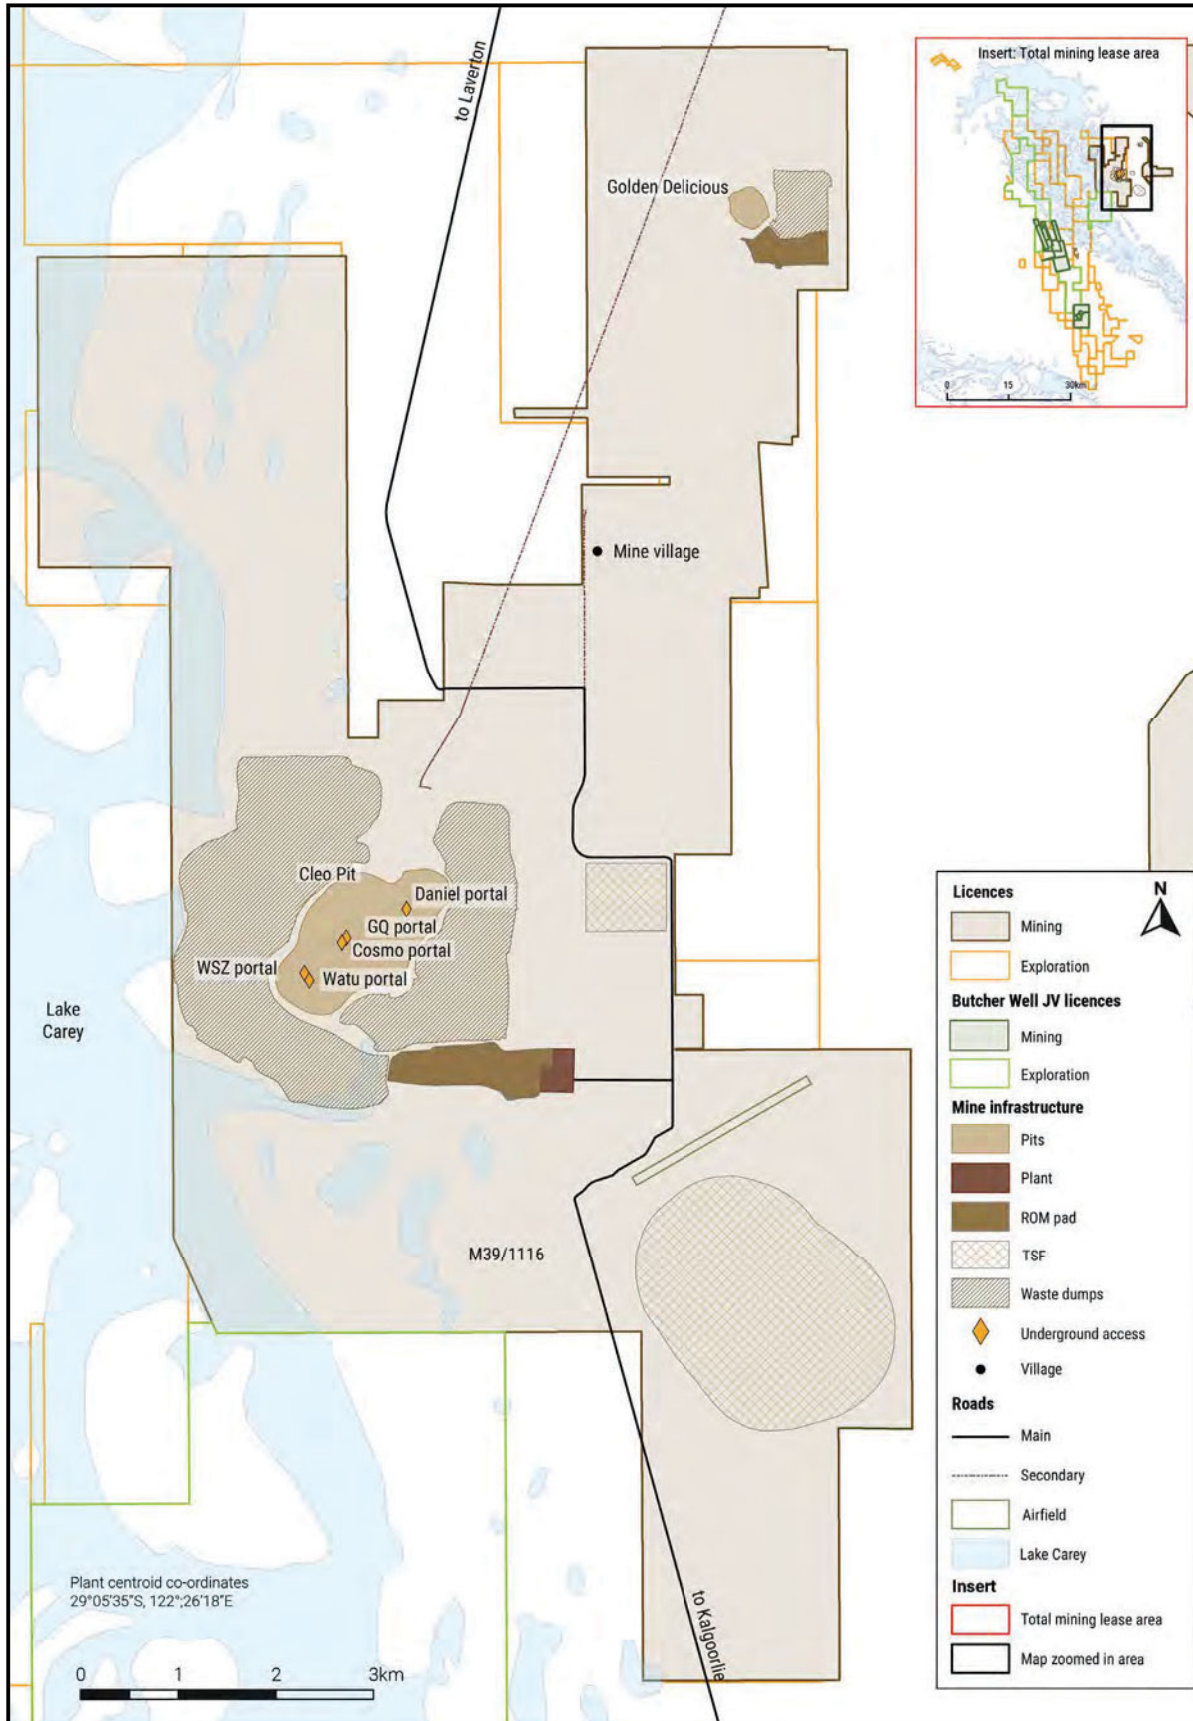 to Laverton
Insert: Total mining lease area
0 15 30km
Golden Delicious
Mine village
Cleo Pit
Daniel portal
GQ portal
Cosmo portal
WSZ portal
Watu portal
Lake
Carey
M39/1116
to Kalgoorlie
Plant centroid co-ordinates
29°05'35"S, 122°;26'18"E
0 1 2 3km
N
Licences
Mining
Exploration
Butcher Well JV licences
Mining
Exploration
Mine infrastructure
Pits
Plant
ROM pad
TSF
Waste dumps
Underground access
Village
Roads
Main
Secondary
Airfield
Lake Carey
Insert
Total mining lease area
Map zoomed in area